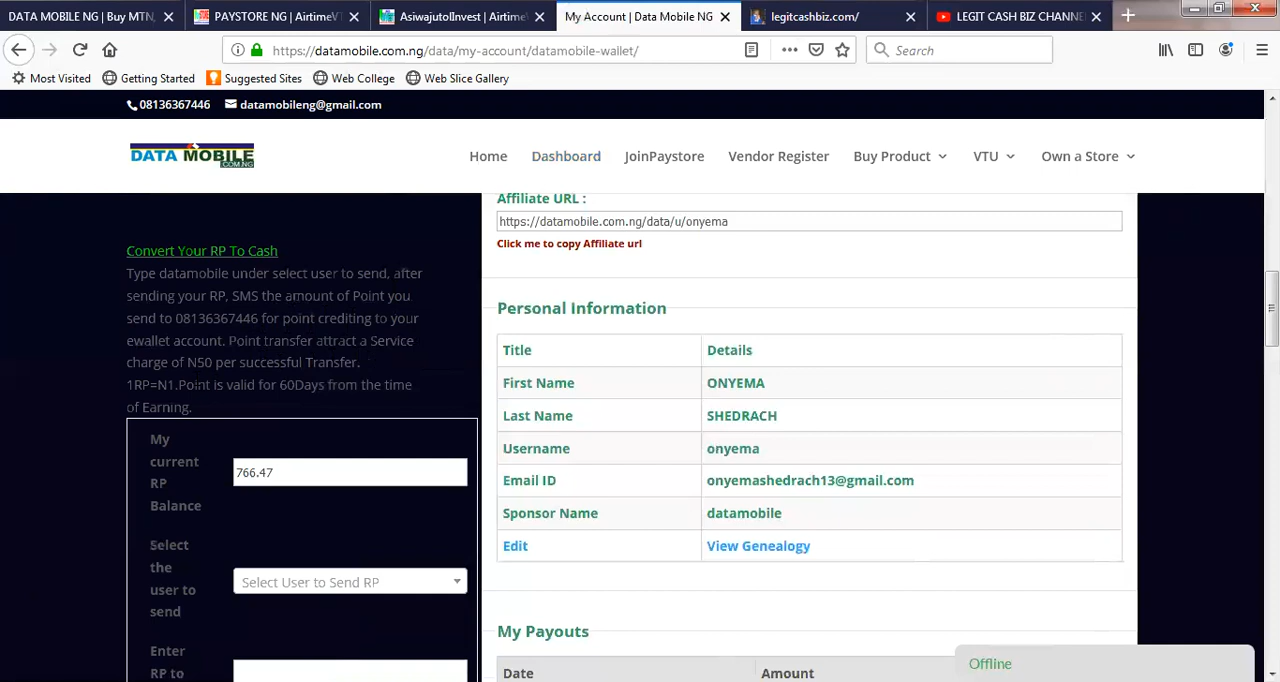 DATA MOBILE NG | Buy MTN,
PAYSTORE NG | AirtimeVT
AsiwajutoInvest | Airtime
My Account | Data Mobile NG
legitcashbiz.com/
LEGIT CASH BIZ CHANNE
https://datamobile.com.ng/data/my-account/datamobile-wallet/
Search
Most Visited
Getting Started
Suggested Sites
Web College
Web Slice Gallery
08136367446
datamobileng@gmail.com
DATA MOBILE
.COM.NG
Home
Dashboard
JoinPaystore
Vendor Register
Buy Product
VTU
Own a Store
Convert Your RP To Cash
Type datamobile under select user to send, after
sending your RP, SMS the amount of Point you
send to 08136367446 for point crediting to your
ewallet account. Point transfer attract a Service
charge of N50 per successful Transfer.
1RP=N1.Point is valid for 60Days from the time
of Earning.
My
current
RP
Balance
766.47
Select
the
user to
send
Select User to Send RP
Enter
RP to
Affiliate URL :
https://datamobile.com.ng/data/u/onyema
Click me to copy Affiliate url
Personal Information
Title Details
First Name ONYEMA
Last Name SHEDRACH
Username onyema
Email ID onyemashedrach13@gmail.com
Sponsor Name datamobile
Edit View Genealogy
My Payouts
Date Amount
Offline